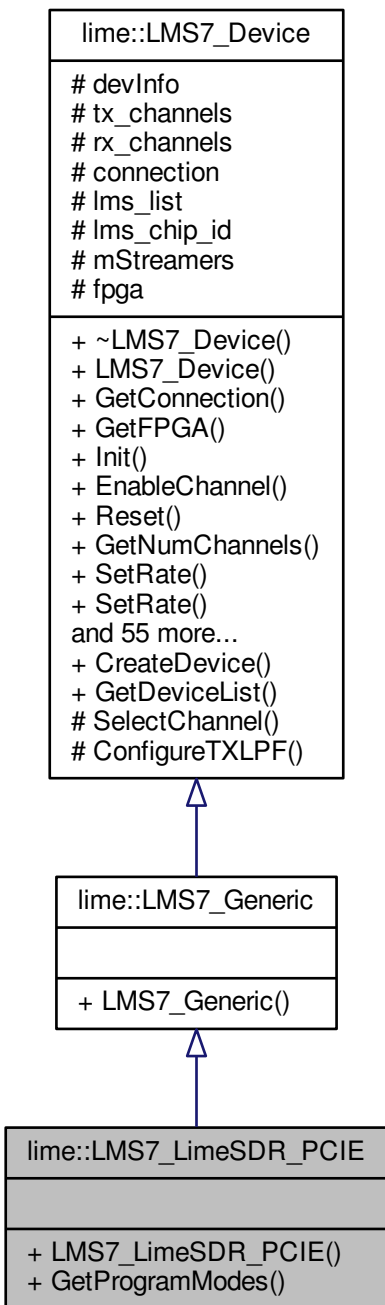 lime::LMS7_Device
# devInfo
# tx_channels
# rx_channels
# connection
# lms_list
# lms_chip_id
# mStreamers
# fpga
+ ~LMS7_Device()
+ LMS7_Device()
+ GetConnection()
+ GetFPGA()
+ Init()
+ EnableChannel()
+ Reset()
+ GetNumChannels()
+ SetRate()
+ SetRate()
and 55 more...
+ CreateDevice()
+ GetDeviceList()
# SelectChannel()
# ConfigureTXLPF()
lime::LMS7_Generic
+ LMS7_Generic()
lime::LMS7_LimeSDR_PCIE
+ LMS7_LimeSDR_PCIE()
+ GetProgramModes()